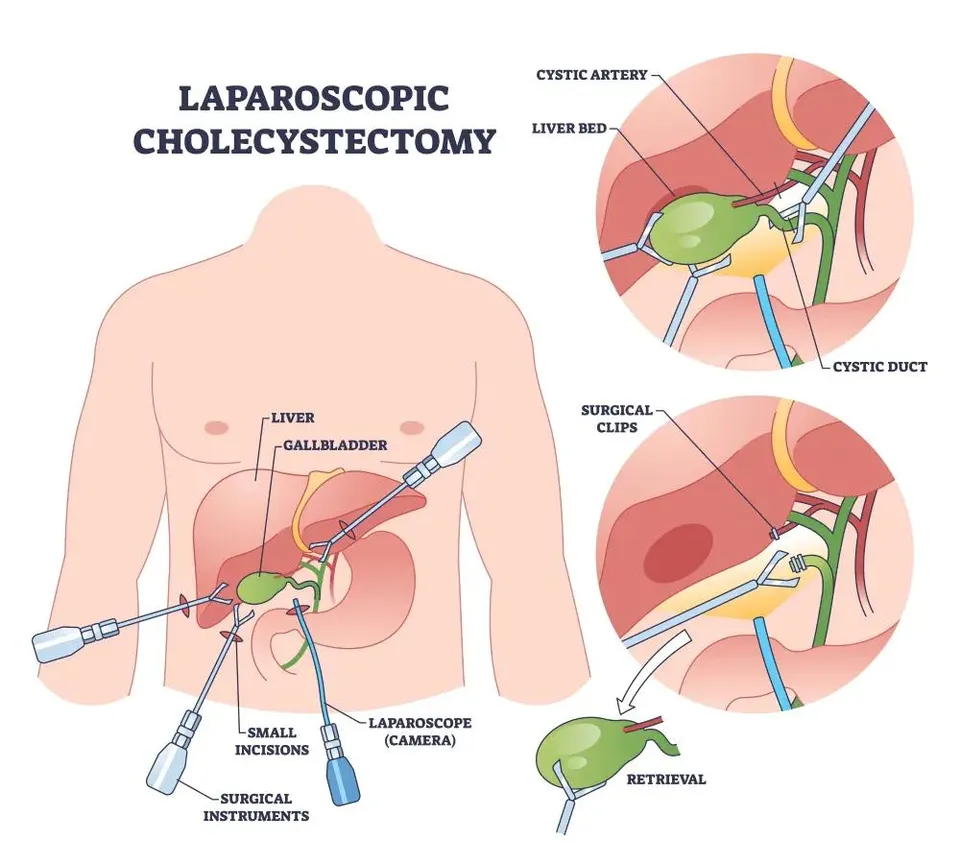 LAPAROSCOPIC
CHOLECYSTECTOMY
CYSTIC ARTERY
LIVER BED
CYSTIC DUCT
LIVER
GALLBLADDER
SURGICAL
CLIPS
SMALL
INCISIONS
LAPAROSCOPE
(CAMERA)
SURGICAL
INSTRUMENTS
RETRIEVAL